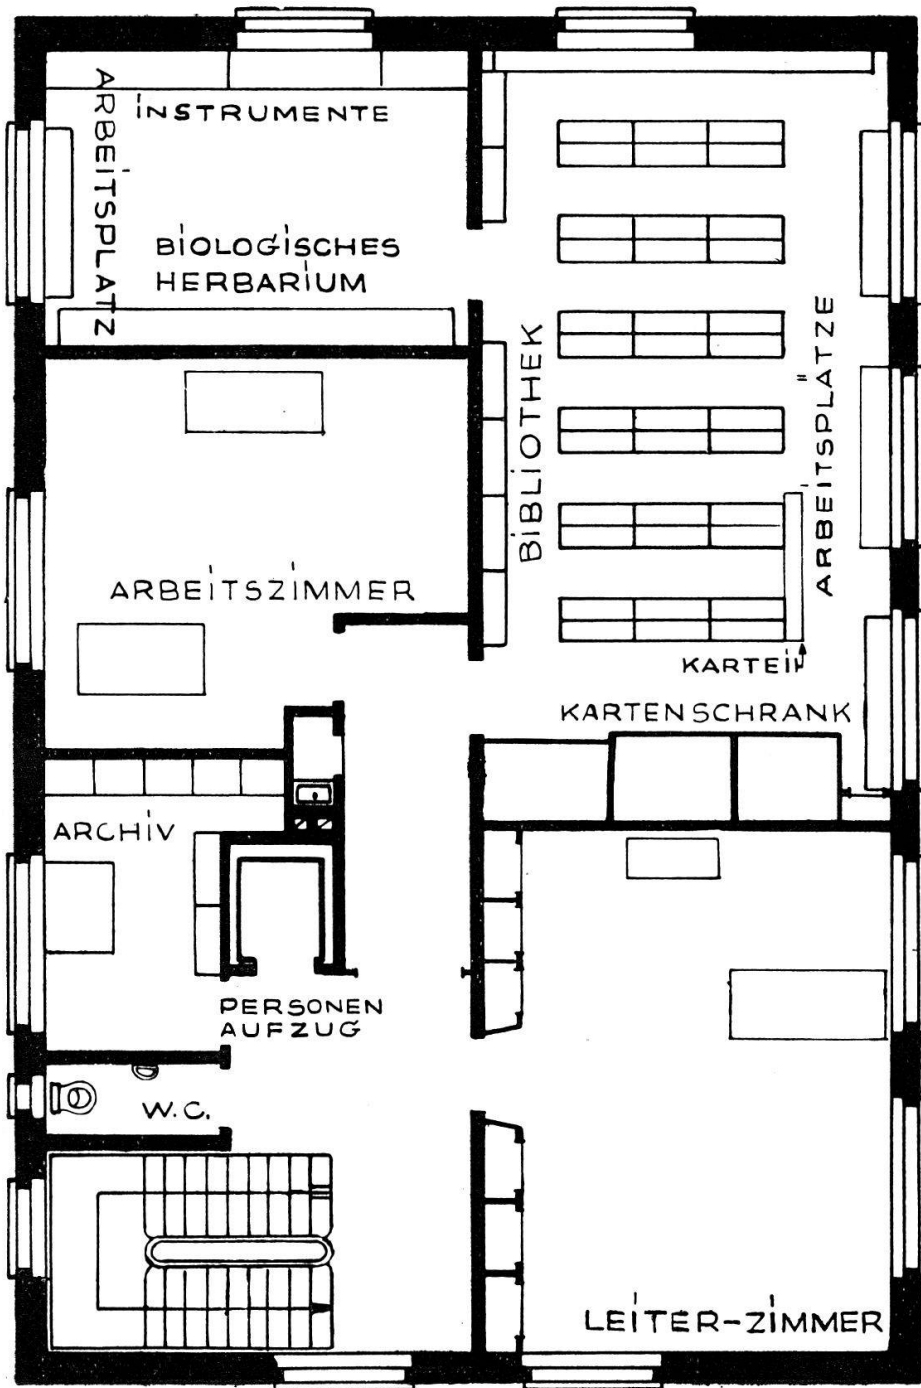 ARBEITSPLATZ
INSTRUMENTE
BIOLOGISCHES
HERBARIUM
BIBLIOTHEK
ARBEITSPLÄTZE
ARBEITSZIMMER
KARTEI
KARTENSCHRANK
ARCHIV
PERSONEN
AUFZUG
W.C.
LEITER-ZIMMER